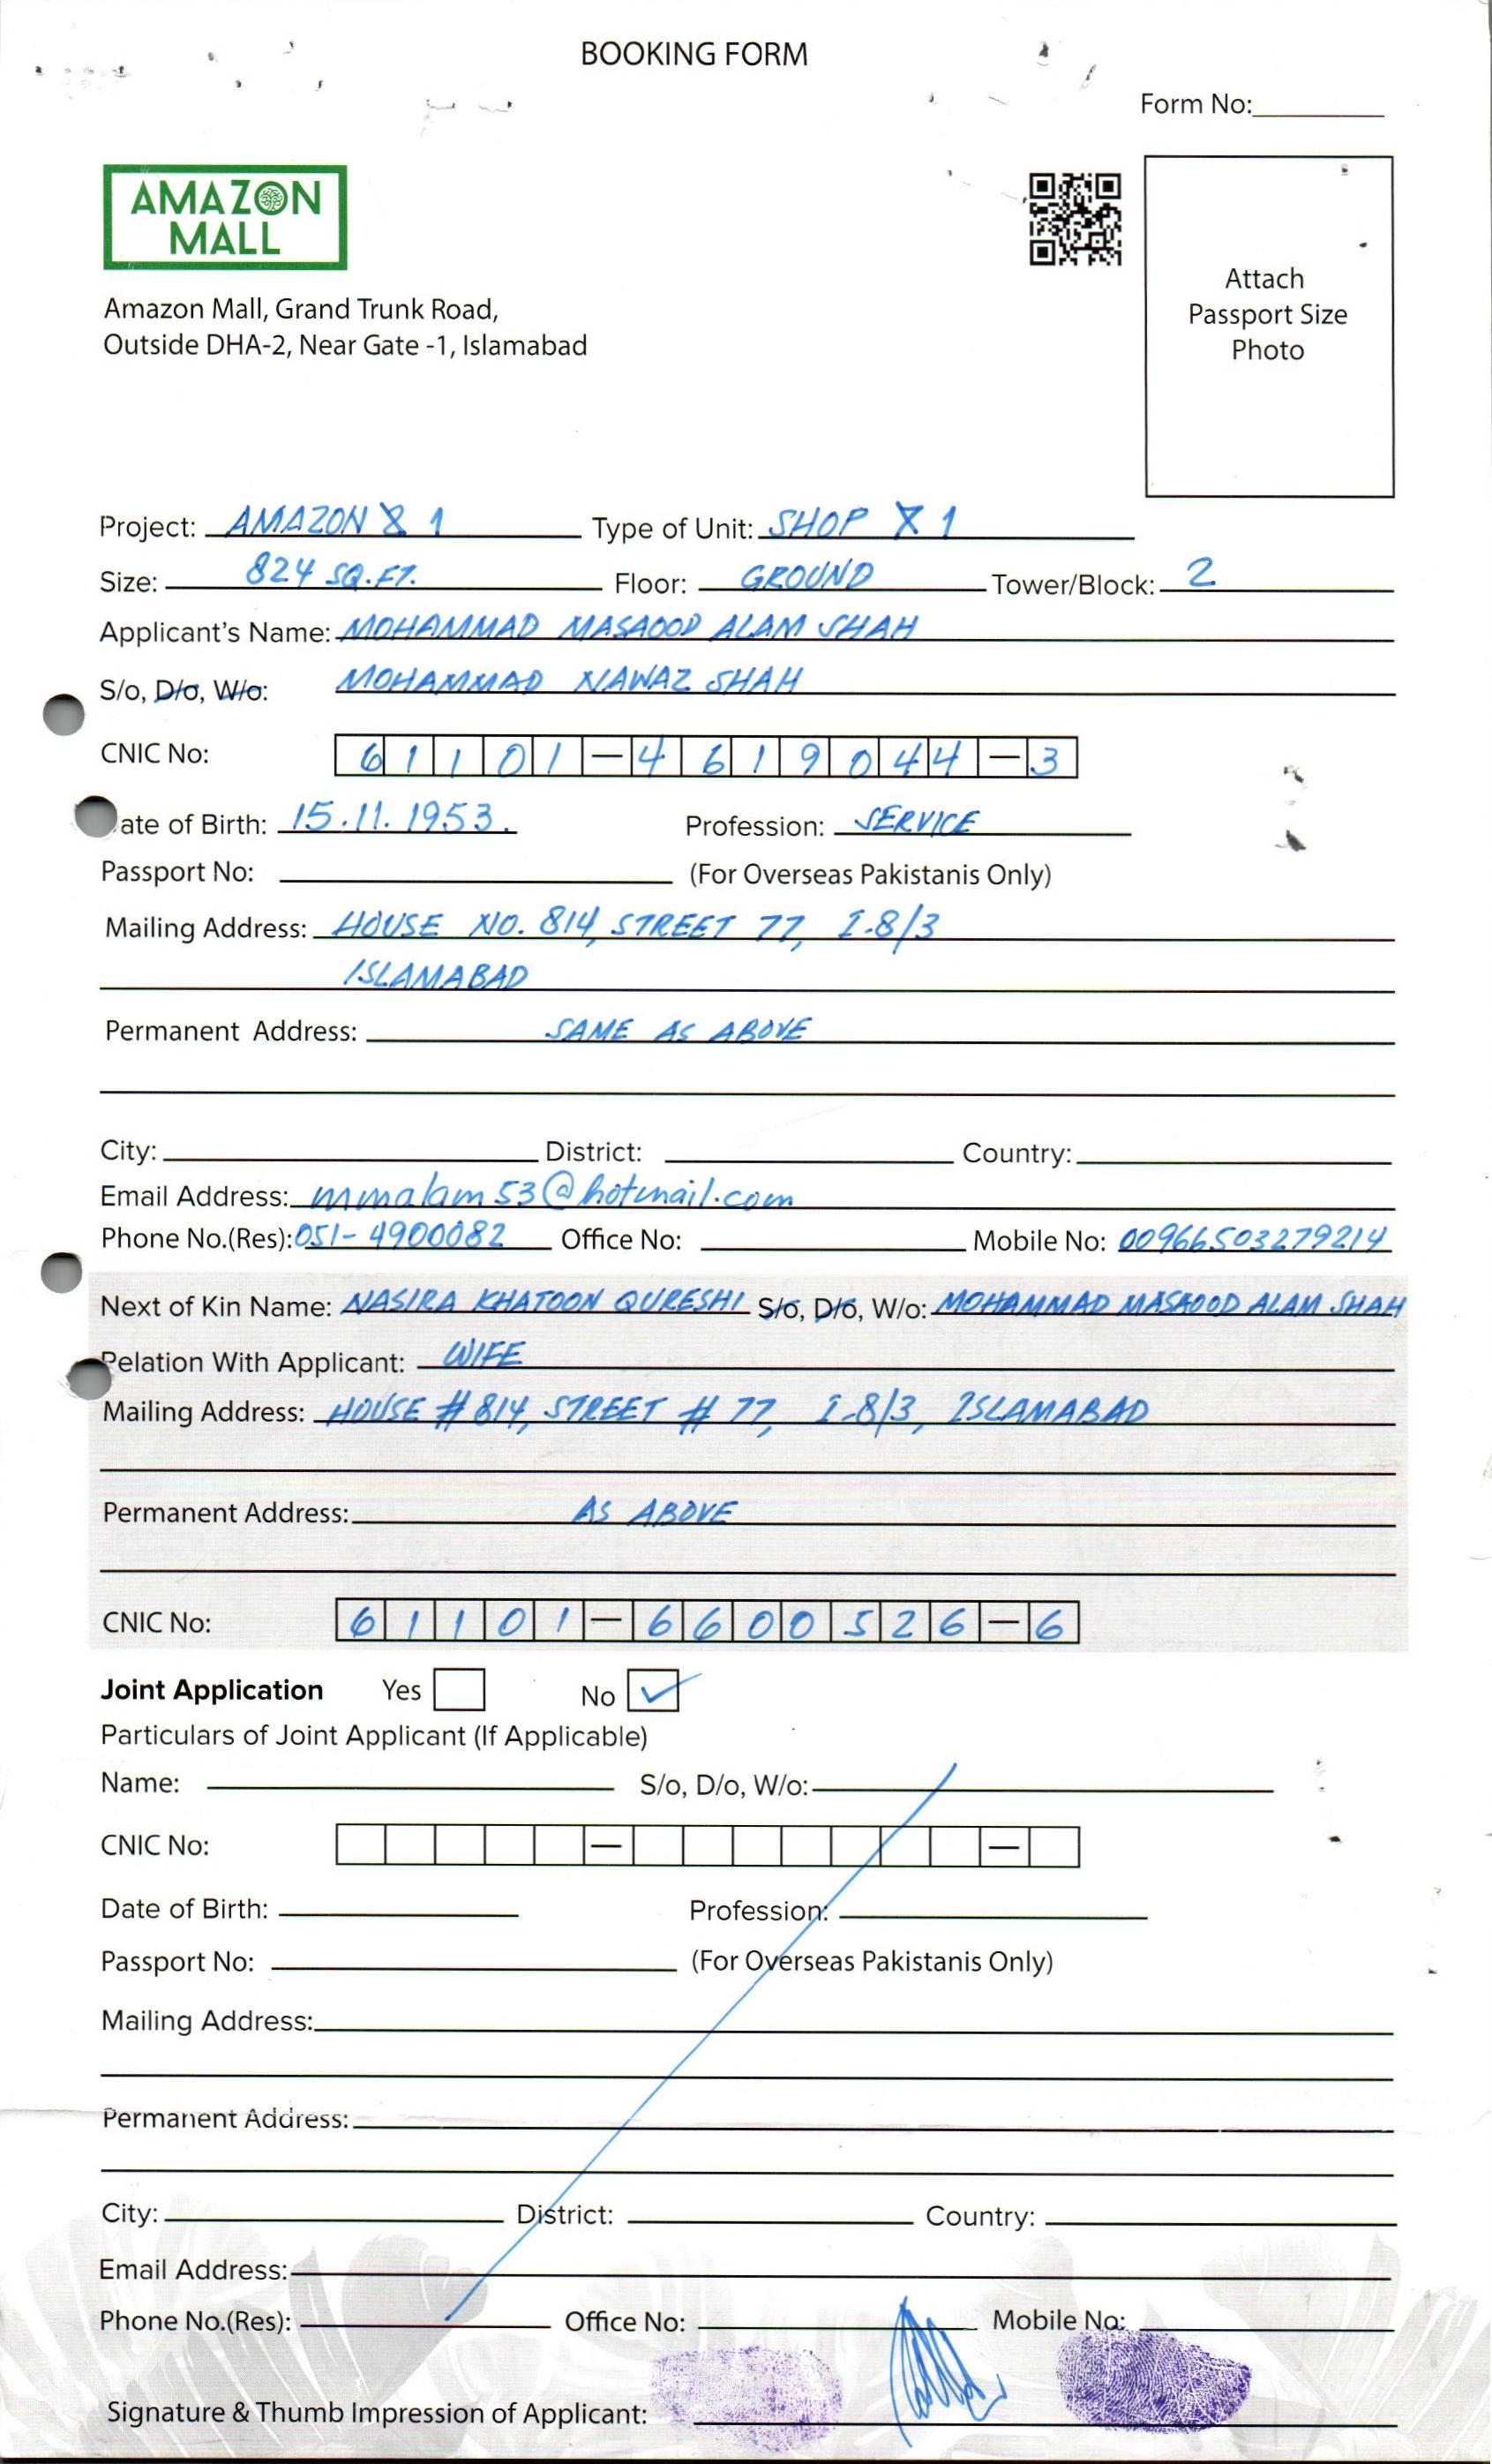 BOOKING FORM
Form No:
AMAZON
MALL
Amazon Mall, Grand Trunk Road,
Outside DHA-2, Near Gate -1, Islamabad
Attach
Passport Size
Photo
Project: AMAZON X 1 Type of Unit: SHOP X 1
Size: 824 SQ.FT. Floor: GROUND Tower/Block: 2
Applicant's Name: MOHAMMAD MASAOOD ALAM SHAH
S/o, D/o, W/o: MOHAMMAD NAWAZ SHAH
CNIC No: 61101-4619044-3
Date of Birth: 15.11.1953. Profession: SERVICE
Passport No: (For Overseas Pakistanis Only)
Mailing Address: HOUSE NO. 814, STREET 77, I-8/3
ISLAMABAD
Permanent Address: SAME AS ABOVE
City: District: Country:
Email Address: mmalam53@hotmail.com
Phone No.(Res): 051-4900082 Office No: Mobile No: 00966503279214
Next of Kin Name: NASIRA KHATOON QURESHI S/o, D/o, W/o: MOHAMMAD MASAOOD ALAM SHAH
Relation With Applicant: WIFE
Mailing Address: HOUSE # 814, STREET # 77, I-8/3, ISLAMABAD
Permanent Address: AS ABOVE
CNIC No: 61101-6600526-6
Joint Application Yes No ✓
Particulars of Joint Applicant (If Applicable)
Name: S/o, D/o, W/o:
CNIC No: — —
Date of Birth: Profession:
Passport No: (For Overseas Pakistanis Only)
Mailing Address:
Permanent Address:
City: District: Country:
Email Address:
Phone No.(Res): Office No: Mobile No:
Signature & Thumb Impression of Applicant: